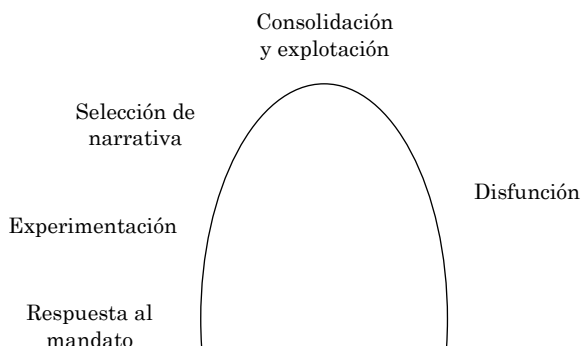 Consolidación
y explotación
Selección de
narrativa
Disfunción
Experimentación
Respuesta al
mandato